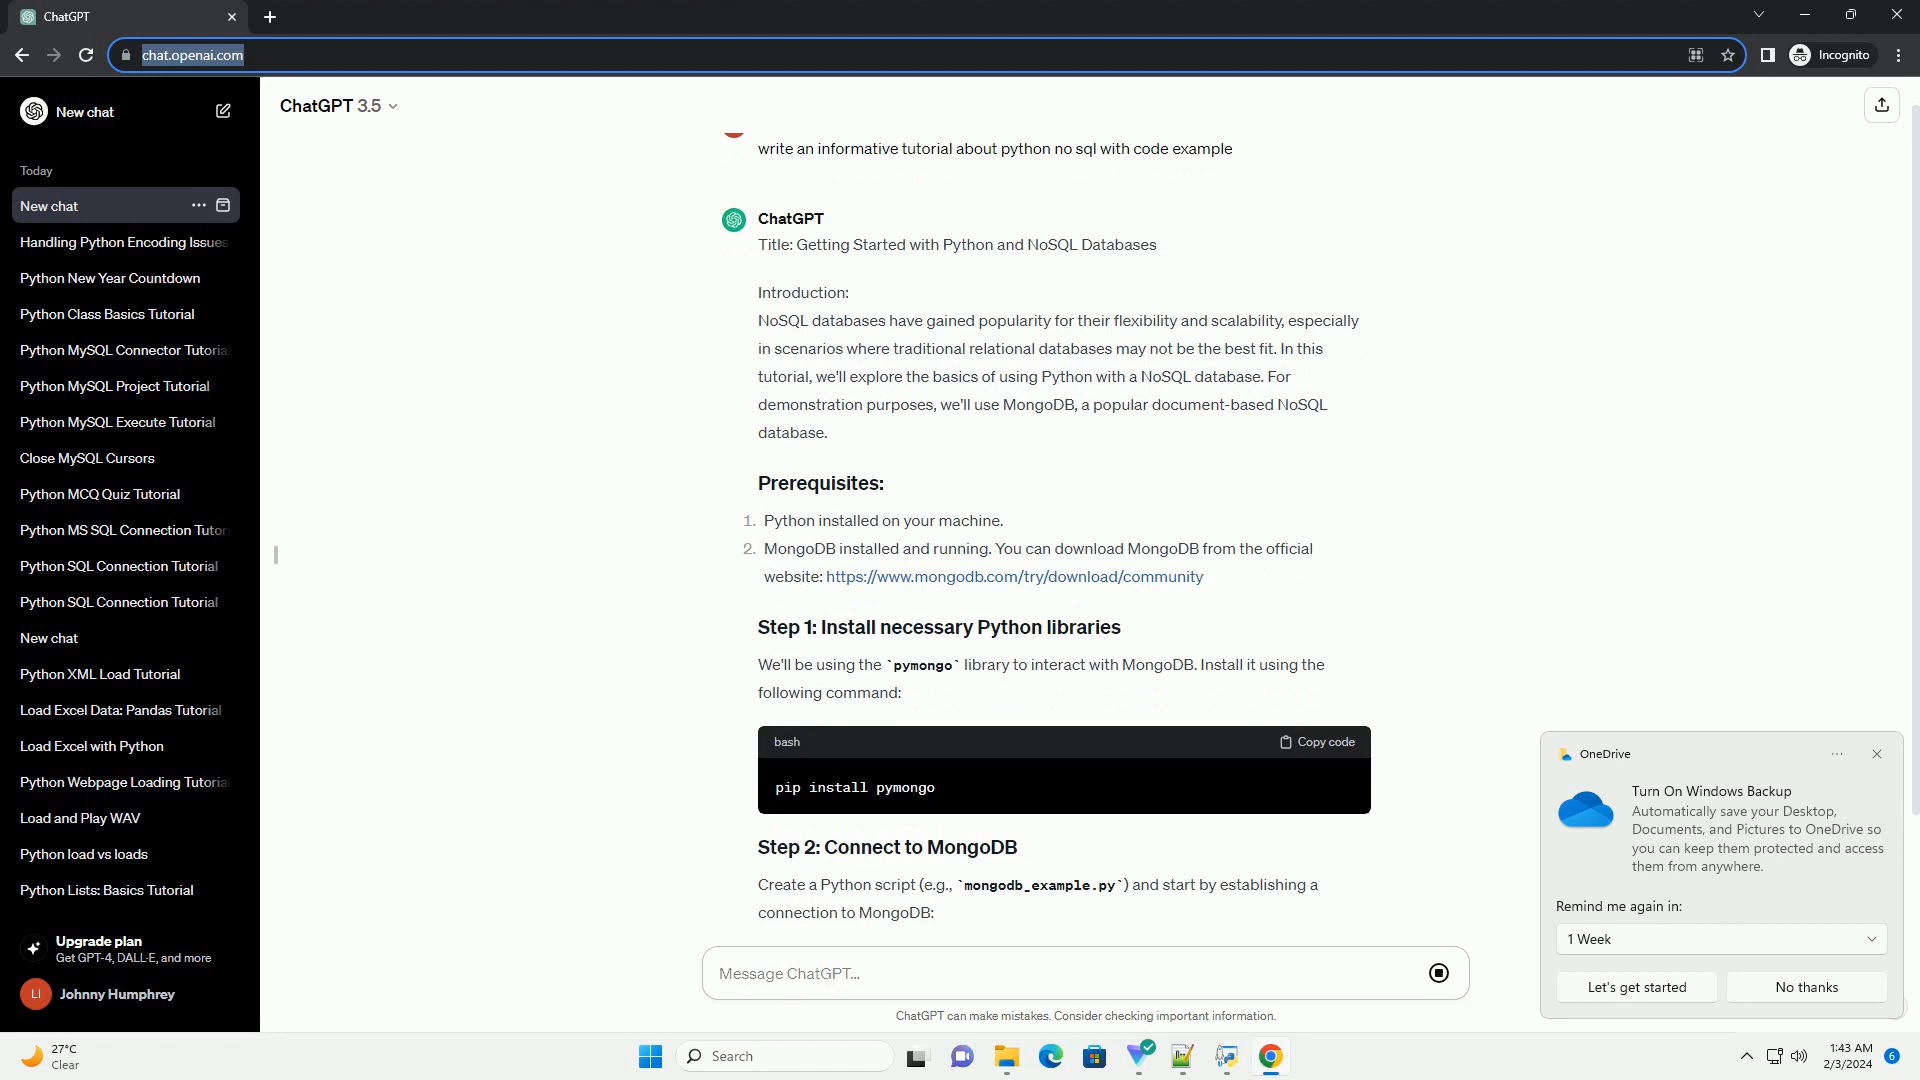 ChatGPT
chat.openai.com
Incognito
New chat
Today
New chat
Handling Python Encoding Issues
Python New Year Countdown
Python Class Basics Tutorial
Python MySQL Connector Tutoria
Python MySQL Project Tutorial
Python MySQL Execute Tutorial
Close MySQL Cursors
Python MCQ Quiz Tutorial
Python MS SQL Connection Tutor
Python SQL Connection Tutorial
Python SQL Connection Tutorial
New chat
Python XML Load Tutorial
Load Excel Data: Pandas Tutorial
Load Excel with Python
Python Webpage Loading Tutoria
Load and Play WAV
Python load vs loads
Python Lists: Basics Tutorial
Upgrade plan
Get GPT-4, DALL·E, and more
LI
Johnny Humphrey
ChatGPT 3.5
write an informative tutorial about python no sql with code example
ChatGPT
Title: Getting Started with Python and NoSQL Databases
Introduction:
NoSQL databases have gained popularity for their flexibility and scalability, especially
in scenarios where traditional relational databases may not be the best fit. In this
tutorial, we'll explore the basics of using Python with a NoSQL database. For
demonstration purposes, we'll use MongoDB, a popular document-based NoSQL
database.
Prerequisites:
1. Python installed on your machine.
2. MongoDB installed and running. You can download MongoDB from the official
website: https://www.mongodb.com/try/download/community
Step 1: Install necessary Python libraries
We'll be using the `pymongo` library to interact with MongoDB. Install it using the
following command:
bash
Copy code
pip install pymongo
Step 2: Connect to MongoDB
Create a Python script (e.g., `mongodb_example.py`) and start by establishing a
connection to MongoDB:
Message ChatGPT...
ChatGPT can make mistakes. Consider checking important information.
OneDrive
Turn On Windows Backup
Automatically save your Desktop,
Documents, and Pictures to OneDrive so
you can keep them protected and access
them from anywhere.
Remind me again in:
1 Week
Let's get started
No thanks
27°C
Clear
Search
1:43 AM
2/3/2024
6